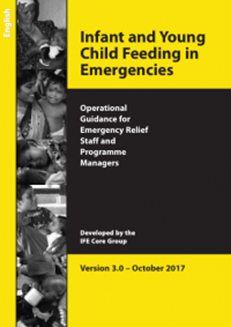 English
Infant and Young
Child Feeding in
Emergencies
Operational
Guidance for
Emergency Relief
Staff and
Programme
Managers
Developed by the
IFE Core Group
Version 3.0 – October 2017